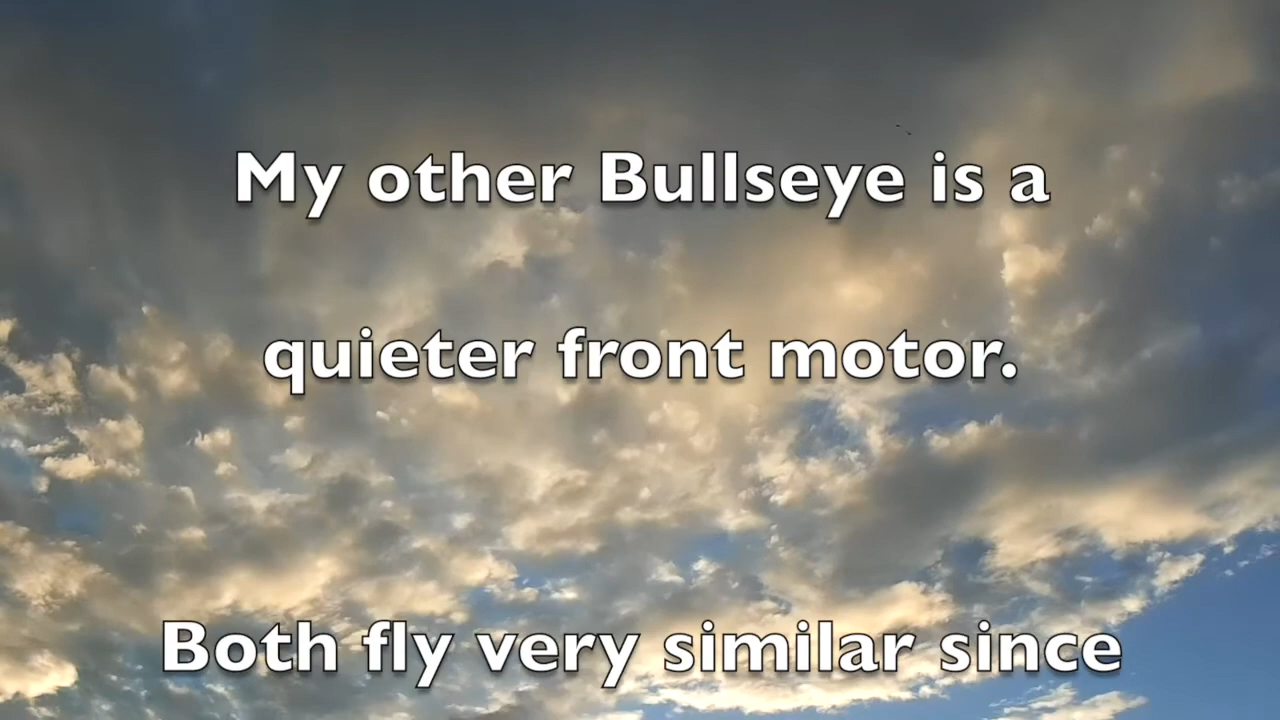 My other Bullseye is a
quieter front motor.
Both fly very similar since